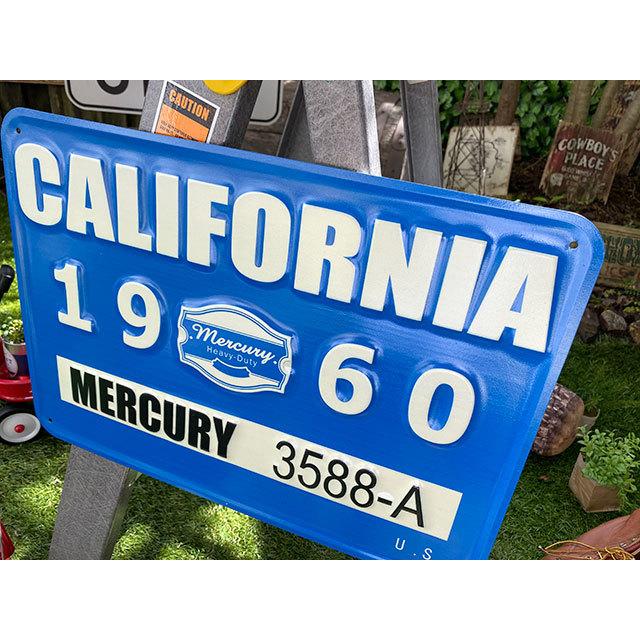 CAUTION
COWBOY'S
PLACE
CALIFORNIA
19 60
Mercury
Heavy-Duty
MERCURY 3588-A
U.S